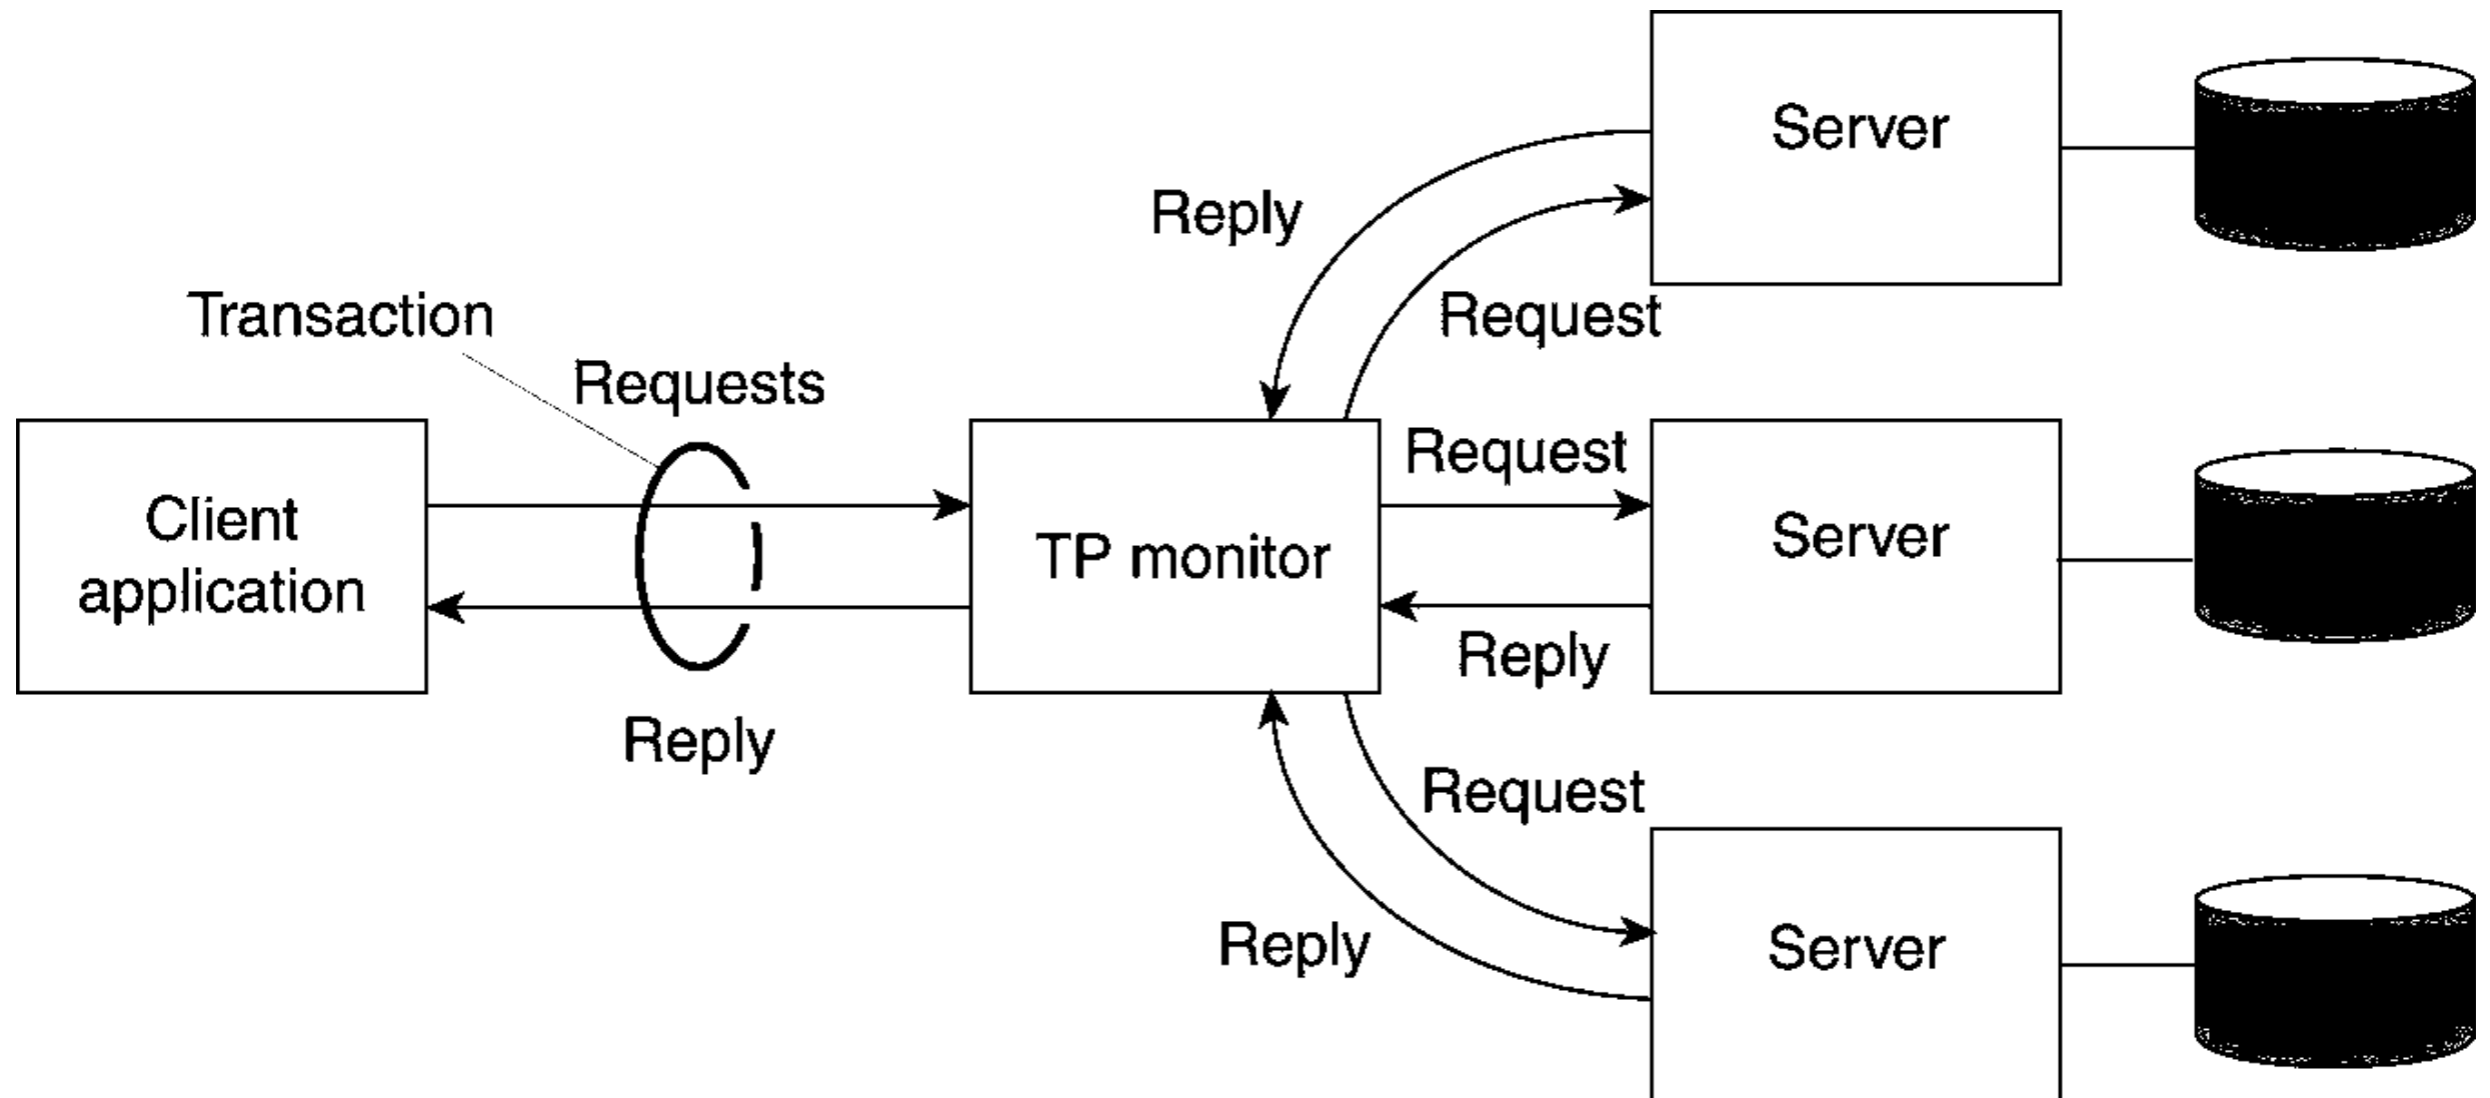 Server
Reply
Request
Transaction
Requests
Client
application
TP monitor
Request
Server
Reply
Reply
Request
Reply
Server